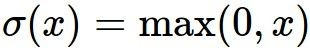 σ(x) = max(0, x)